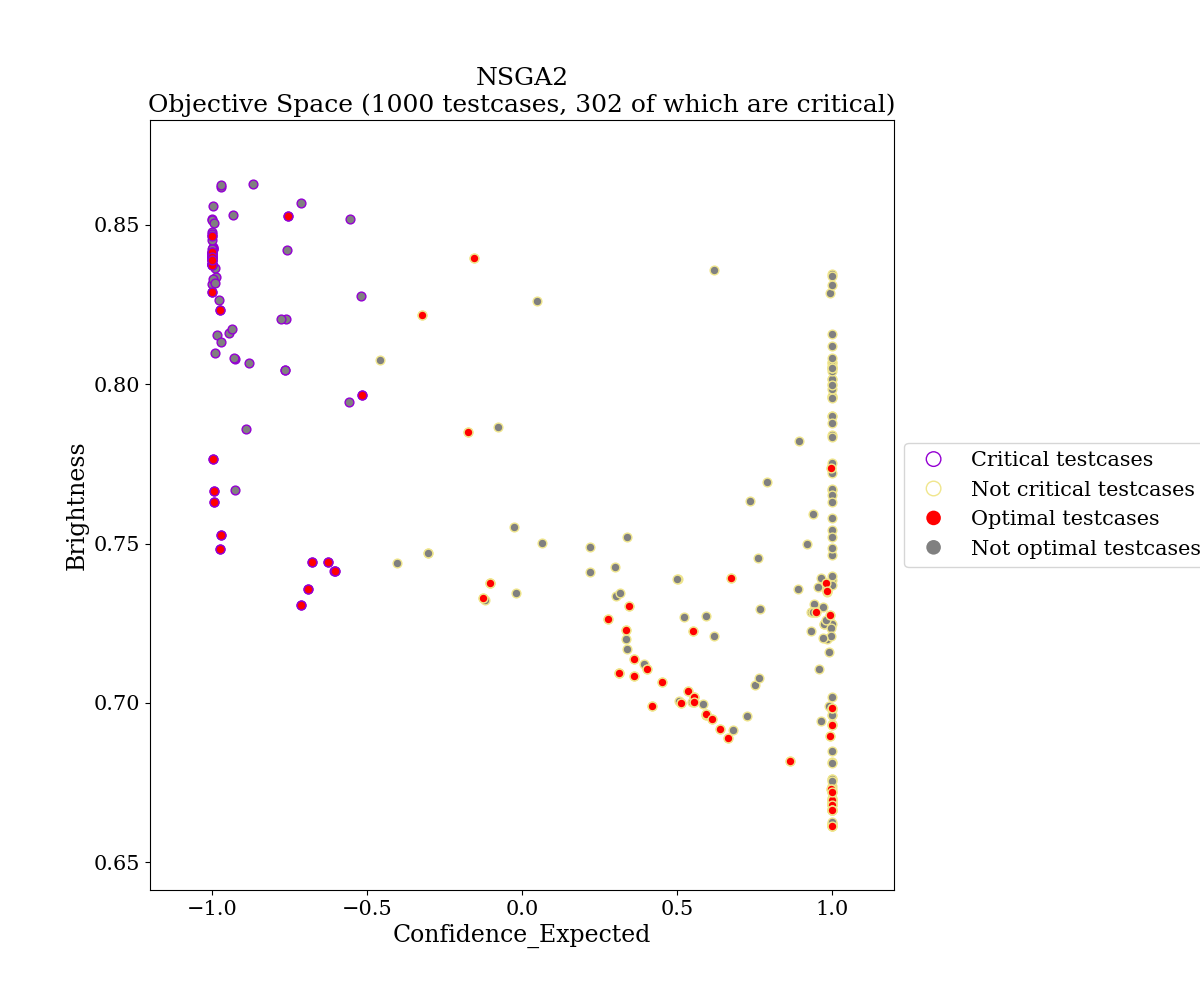 NSGA2
Objective Space (1000 testcases, 302 of which are critical)
Brightness
0.85
0.80
0.75
0.70
0.65
−1.0
−0.5
0.0
0.5
1.0
Confidence_Expected
Critical testcases
Not critical testcases
Optimal testcases
Not optimal testcases